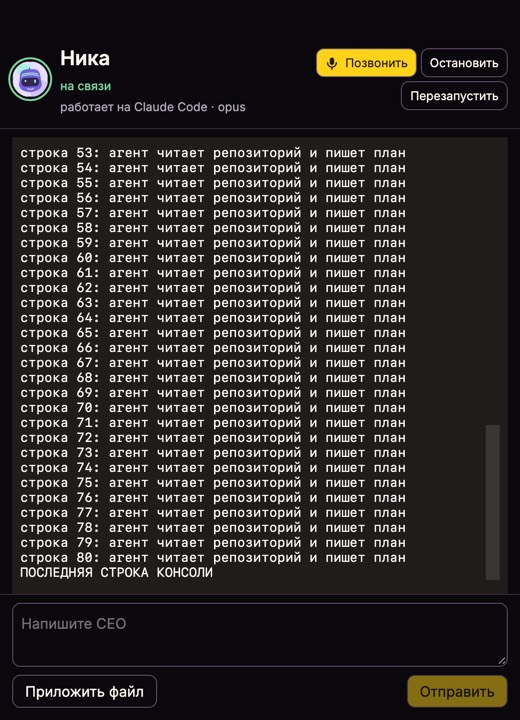 Ника
на связи
работает на Claude Code · opus
Позвонить
Остановить
Перезапустить
строка 53: агент читает репозиторий и пишет план
строка 54: агент читает репозиторий и пишет план
строка 55: агент читает репозиторий и пишет план
строка 56: агент читает репозиторий и пишет план
строка 57: агент читает репозиторий и пишет план
строка 58: агент читает репозиторий и пишет план
строка 59: агент читает репозиторий и пишет план
строка 60: агент читает репозиторий и пишет план
строка 61: агент читает репозиторий и пишет план
строка 62: агент читает репозиторий и пишет план
строка 63: агент читает репозиторий и пишет план
строка 64: агент читает репозиторий и пишет план
строка 65: агент читает репозиторий и пишет план
строка 66: агент читает репозиторий и пишет план
строка 67: агент читает репозиторий и пишет план
строка 68: агент читает репозиторий и пишет план
строка 69: агент читает репозиторий и пишет план
строка 70: агент читает репозиторий и пишет план
строка 71: агент читает репозиторий и пишет план
строка 72: агент читает репозиторий и пишет план
строка 73: агент читает репозиторий и пишет план
строка 74: агент читает репозиторий и пишет план
строка 75: агент читает репозиторий и пишет план
строка 76: агент читает репозиторий и пишет план
строка 77: агент читает репозиторий и пишет план
строка 78: агент читает репозиторий и пишет план
строка 79: агент читает репозиторий и пишет план
строка 80: агент читает репозиторий и пишет план
ПОСЛЕДНЯЯ СТРОКА КОНСОЛИ
Напишите CEO
Приложить файл
Отправить